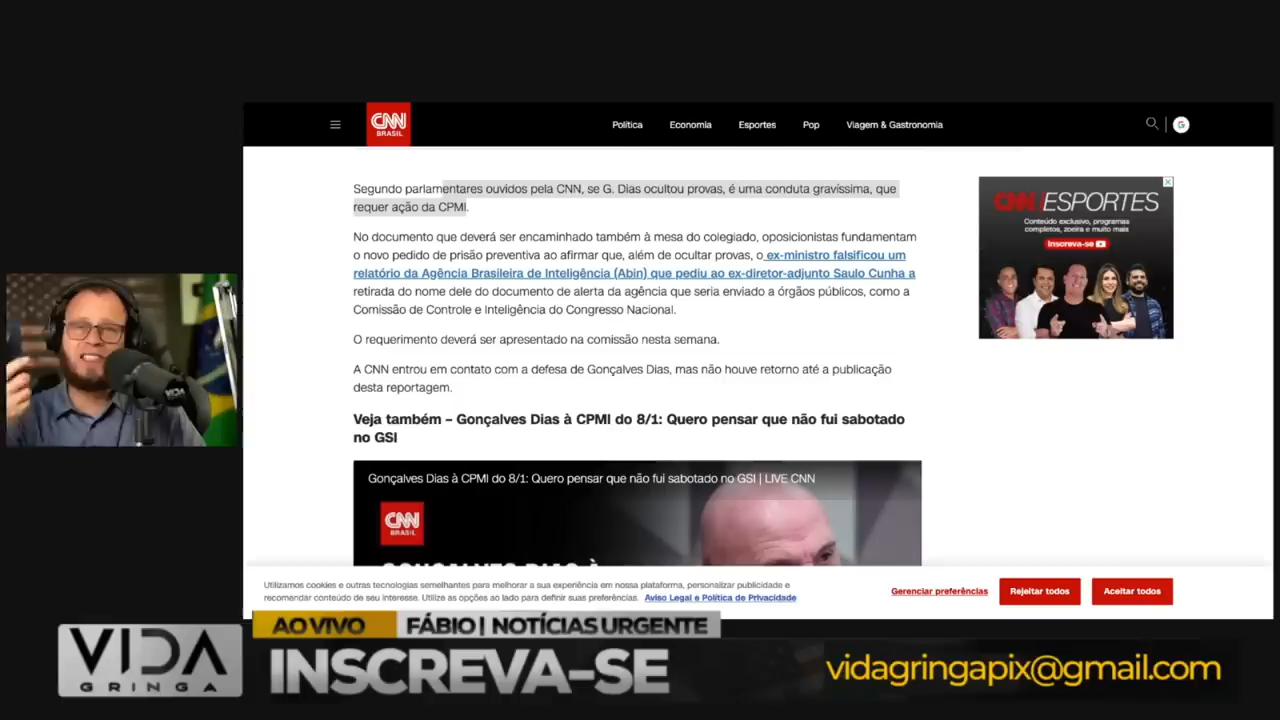 CNN
BRASIL
Política
Economia
Esportes
Pop
Viagem & Gastronomia
G
Segundo parlamentares ouvidos pela CNN, se G. Dias ocultou provas, é uma conduta gravíssima, que
requer ação da CPMI.
No documento que deverá ser encaminhado também à mesa do colegiado, oposicionistas fundamentam
o novo pedido de prisão preventiva ao afirmar que, além de ocultar provas, o ex-ministro falsificou um
relatório da Agência Brasileira de Inteligência (Abin) que pediu ao ex-diretor-adjunto Saulo Cunha a
retirada do nome dele do documento de alerta da agência que seria enviado a órgãos públicos, como a
Comissão de Controle e Inteligência do Congresso Nacional.
O requerimento deverá ser apresentado na comissão nesta semana.
A CNN entrou em contato com a defesa de Gonçalves Dias, mas não houve retorno até a publicação
desta reportagem.
Veja também – Gonçalves Dias à CPMI do 8/1: Quero pensar que não fui sabotado
no GSI
Gonçalves Dias à CPMI do 8/1: Quero pensar que não fui sabotado no GSI | LIVE CNN
CNN
BRASIL
GONÇALVES DIAS À
CNN/ESPORTES
Conteúdo exclusivo, programas
completos, zoeira e muito mais
Inscreva-se
VIDA
Utilizamos cookies e outras tecnologias semelhantes para melhorar a sua experiência em nossa plataforma, personalizar publicidade e
recomendar conteúdo de seu interesse. Utilize as opções ao lado para definir suas preferências. Aviso Legal e Política de Privacidade
Gerenciar preferências
Rejeitar todos
Aceitar todos
AO VIVO
FÁBIO | NOTÍCIAS URGENTE
VIDA
GRINGA
INSCREVA-SE
vidagringapix@gmail.com